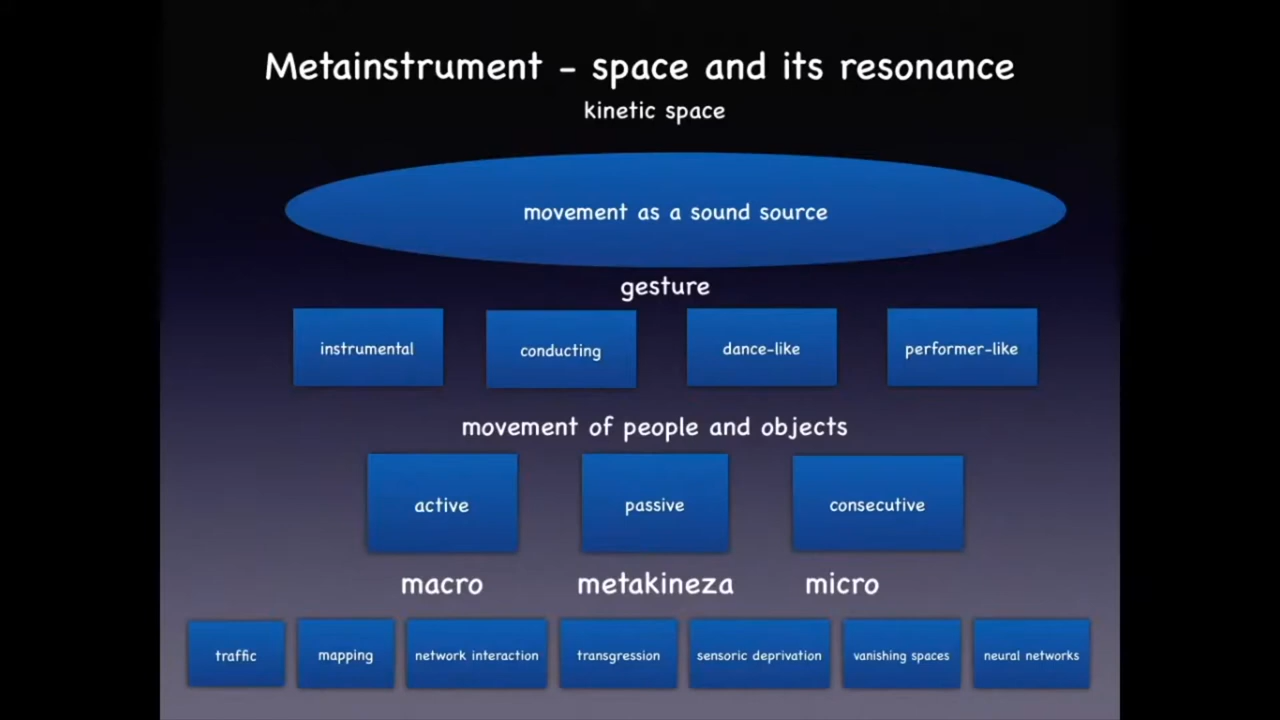 Metainstrument - space and its resonance
kinetic space
movement as a sound source
gesture
instrumental
conducting
dance-like
performer-like
movement of people and objects
active
passive
consecutive
macro
metakineza
micro
traffic
mapping
network interaction
transgression
sensoric deprivation
vanishing spaces
neural networks